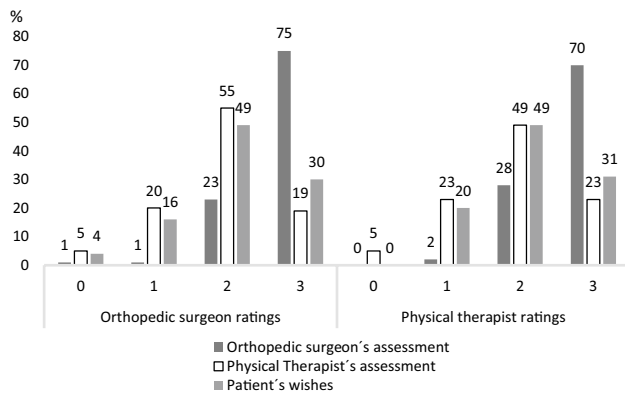 %
80
70
60
50
40
30
20
10
0
1 5 4
1 20 16
23 55 49
75 19 30
0 5 0
2 23 20
28 49 49
70 23 31
0 1 2 3 0 1 2 3
Orthopedic surgeon ratings Physical therapist ratings
Orthopedic surgeon´s assessment
Physical Therapist´s assessment
Patient´s wishes